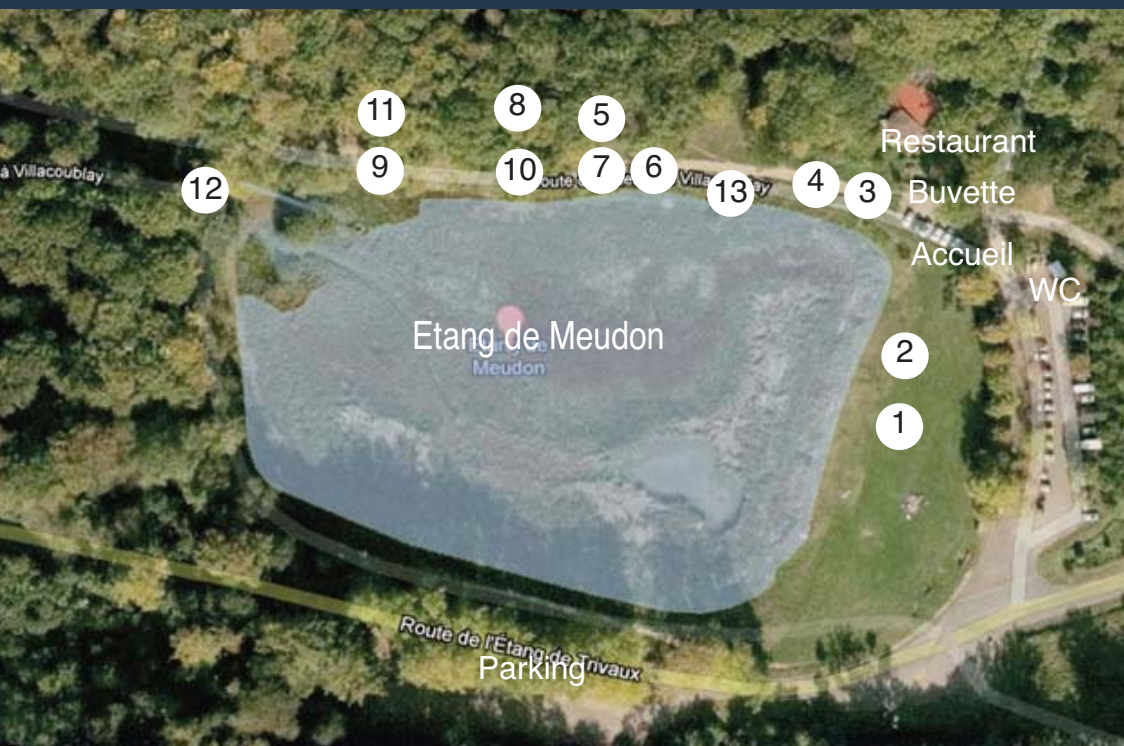 11
8
5
Restaurant
à Villacoublay
12
9
10
7
6
13
4
3
Buvette
Accueil
WC
Etang de Meudon
Meudon
2
1
Route de l'Étang de Trivaux
Parking